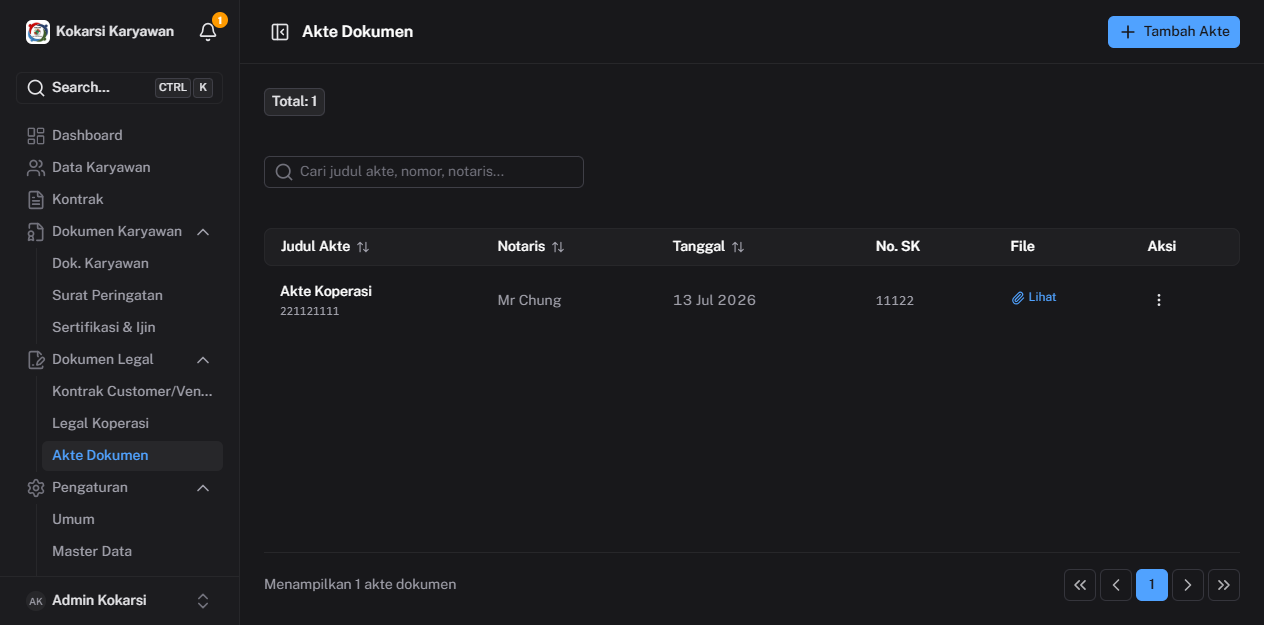 Kokarsi Karyawan
1
Search...
CTRL K
Dashboard
Data Karyawan
Kontrak
Dokumen Karyawan
Dok. Karyawan
Surat Peringatan
Sertifikasi & Ijin
Dokumen Legal
Kontrak Customer/Ven...
Legal Koperasi
Akte Dokumen
Pengaturan
Umum
Master Data
AK Admin Kokarsi
Akte Dokumen
Tambah Akte
Total: 1
Cari judul akte, nomor, notaris...
Judul Akte Notaris Tanggal No. SK File Aksi
Akte Koperasi Mr Chung 13 Jul 2026 11122 Lihat
221121111
Menampilkan 1 akte dokumen
1